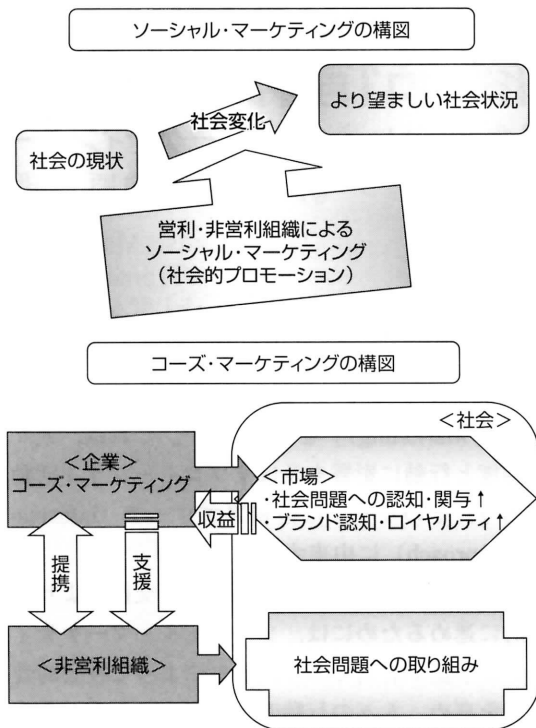 ソーシャル・マーケティングの構図
より望ましい社会状況
社会変化
社会の現状
営利・非営利組織による
ソーシャル・マーケティング
(社会的プロモーション)
コーズ・マーケティングの構図
<社会>
<企業>
コーズ・マーケティング
<市場>
・社会問題への認知・関与↑
・ブランド認知・ロイヤルティ↑
収益
提携
支援
<非営利組織>
社会問題への取り組み